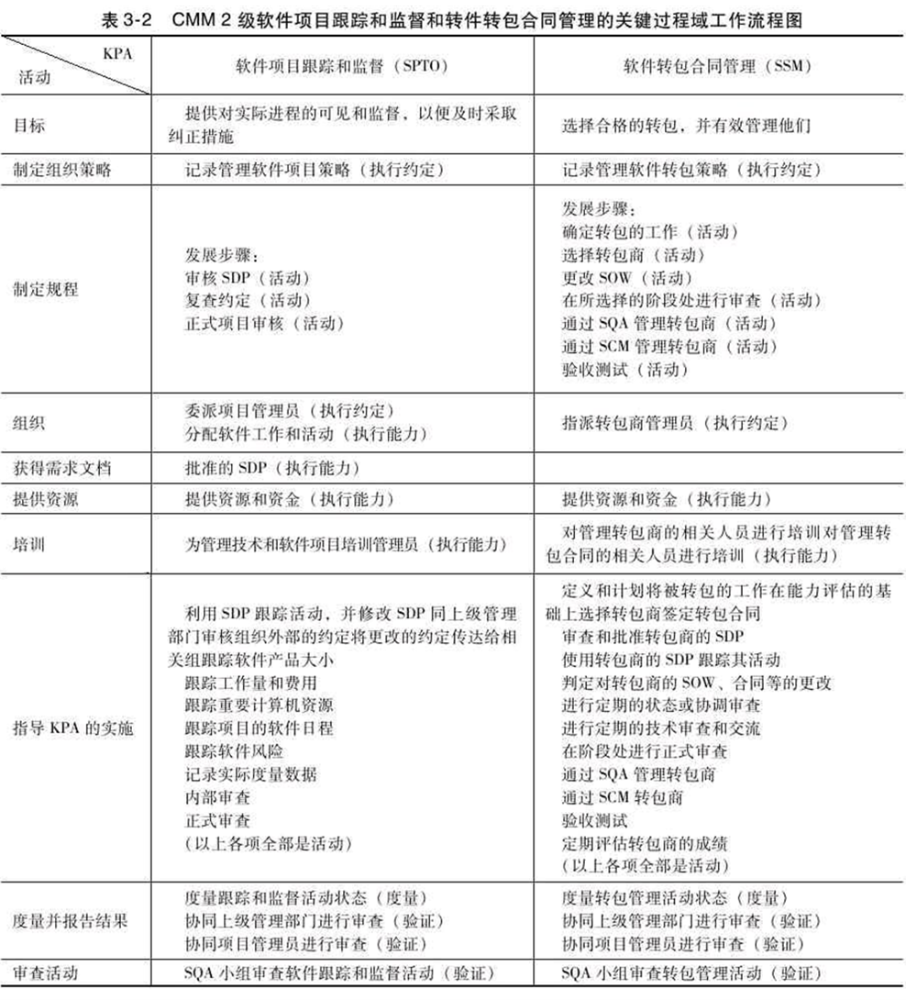 表 3-2 CMM 2 级软件项目跟踪和监督和转件转包合同管理的关键过程域工作流程图
KPA
活动
软件项目跟踪和监督（SPTO）
软件转包合同管理（SSM）
目标
提供对实际进程的可见和监督，以便及时采取
纠正措施
选择合格的转包，并有效管理他们
制定组织策略
记录管理软件项目策略（执行约定）
记录管理软件转包策略（执行约定）
制定规程
发展步骤：
审核 SDP（活动）
复查约定（活动）
正式项目审核（活动）
发展步骤：
确定转包的工作（活动）
选择转包商（活动）
更改 SOW（活动）
在所选择的阶段处进行审查（活动）
通过 SQA 管理转包商（活动）
通过 SCM 管理转包商（活动）
验收测试（活动）
组织
委派项目管理员（执行约定）
分配软件工作和活动（执行能力）
指派转包商管理员（执行约定）
获得需求文档
批准的 SDP（执行能力）
提供资源
提供资源和资金（执行能力）
提供资源和资金（执行能力）
培训
为管理技术和软件项目培训管理员（执行能力）
对管理转包商的相关人员进行培训对管理转
包合同的相关人员进行培训（执行能力）
指导 KPA 的实施
利用 SDP 跟踪活动，并修改 SDP 同上级管理
部门审核组织外部的约定将更改的约定传达给相
关组跟踪软件产品大小
跟踪工作量和费用
跟踪重要计算机资源
跟踪项目的软件日程
跟踪软件风险
记录实际度量数据
内部审查
正式审查
（以上各项全部是活动）
定义和计划将被转包的工作在能力评估的基
础上选择转包商签定转包合同
审查和批准转包商的 SDP
使用转包商的 SDP 跟踪其活动
判定对转包商的 SOW、合同等的更改
进行定期的状态或协调审查
进行定期的技术审查和交流
在阶段处进行正式审查
通过 SQA 管理转包商
通过 SCM 转包商
验收测试
定期评估转包商的成绩
（以上各项全部是活动）
度量并报告结果
度量跟踪和监督活动状态（度量）
协同上级管理部门进行审查（验证）
协同项目管理员进行审查（验证）
度量转包管理活动状态（度量）
协同上级管理部门进行审查（验证）
协同项目管理员进行审查（验证）
审查活动
SQA 小组审查软件跟踪和监督活动（验证）
SQA 小组审查转包管理活动（验证）